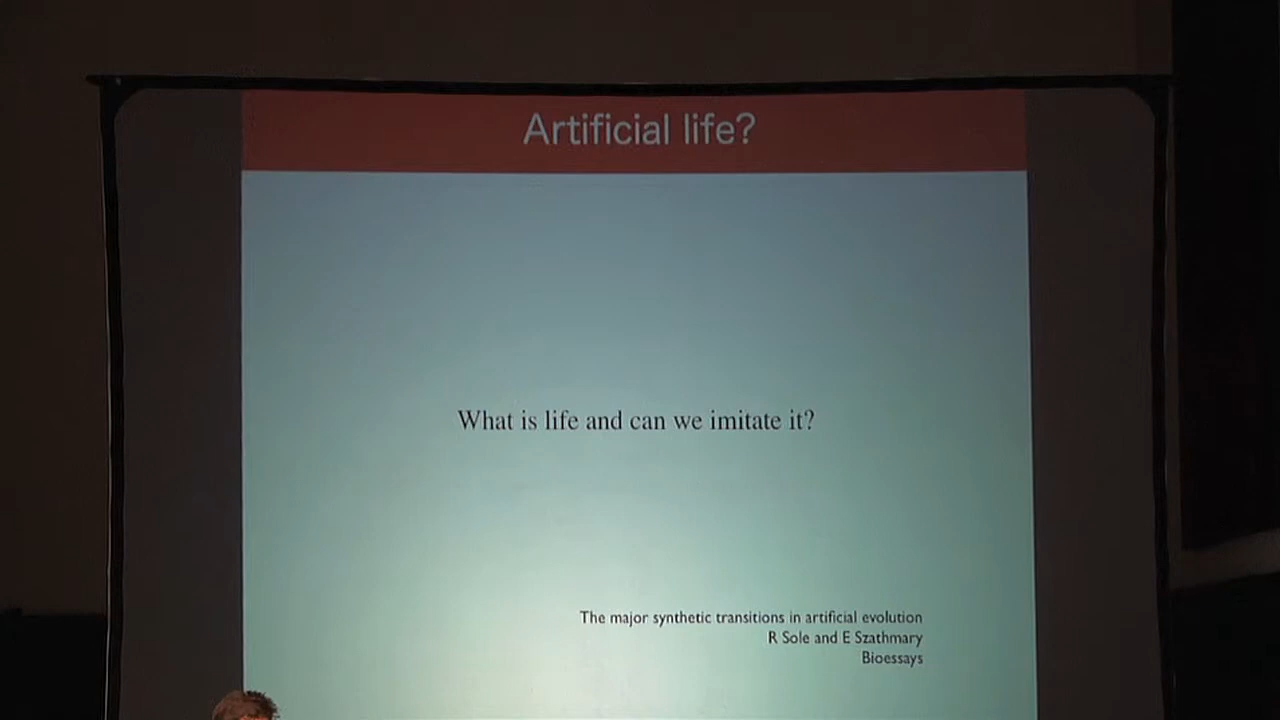 Artificial life?
What is life and can we imitate it?
The major synthetic transitions in artificial evolution
R Sole and E Szathmary
Bioessays